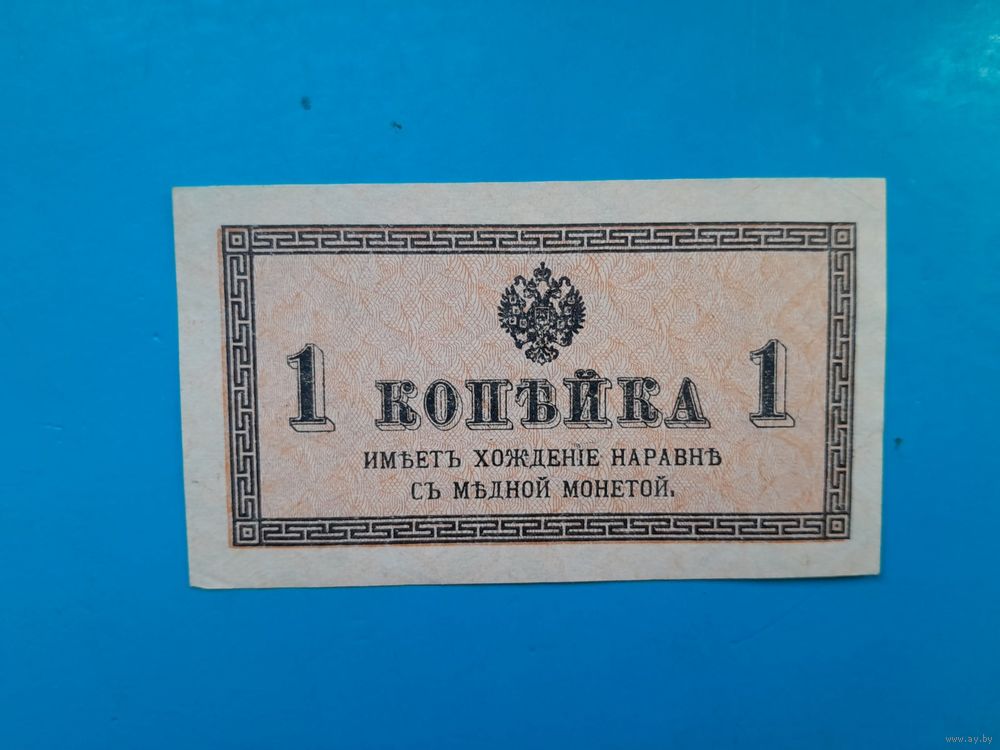 1 КОПѢЙКА 1
ИМѢЕТЪ ХОЖДЕНІЕ НАРАВНѢ
СЪ МѢДНОЙ МОНЕТОЙ.
www.ay.by